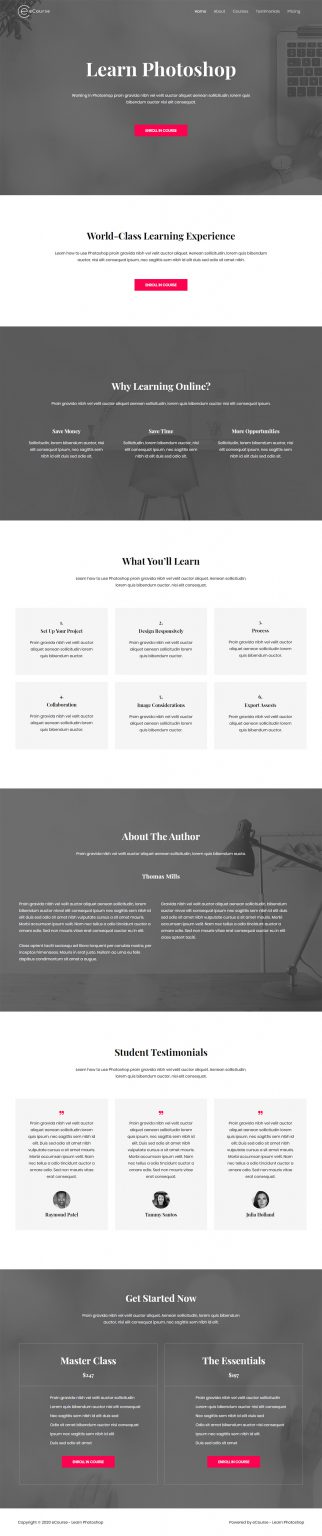 eCourse
Home About Courses Testimonials Pricing
Learn Photoshop
Working in Photoshop proin gravida nibh vel velit auctor aliquet aenean sollicitudin, lorem quis
bibendum auctor nisi elit consequat.
ENROLL IN COURSE
World-Class Learning Experience
Learn how to use Photoshop proin gravida nibh vel velit auctor aliquet. Aenean sollicitudin, lorem quis bibendum
auctor, nisi elit consequat ipsum, nec sagittis sem nibh id elit duis sed odio sit amet nibh.
ENROLL IN COURSE
Why Learning Online?
Proin gravida nibh vel velit auctor aliquet aenean sollicitudin, lorem quis bibendum auctor, nisi elit consequat ipsum.
Save Money
Sollicitudin, lorem bibendum auctor, nisi
elit consequat ipsum, nec sagittis sem
nibh id elit duis sed odio sit.
Save Time
Sollicitudin, lorem bibendum auctor, nisi
elit consequat ipsum, nec sagittis sem
nibh id elit duis sed odio sit.
More Opportunities
Sollicitudin, lorem bibendum auctor, nisi
elit consequat ipsum, nec sagittis sem
nibh id elit duis sed odio sit.
What You'll Learn
Learn how to use Photoshop proin gravida nibh vel velit auctor aliquet. Aenean sollicitudin,
lorem quis bibendum auctor, nisi elit consequat.
1.
Set Up Your Project
Proin gravida nibh vel velit auctor
aliquet aenean sollicitudin lorem
quis bibendum auctor.
2.
Design Responsively
Proin gravida nibh vel velit auctor
aliquet aenean sollicitudin lorem
quis bibendum auctor.
3.
Process
Proin gravida nibh vel velit auctor
aliquet aenean sollicitudin lorem
quis bibendum auctor.
4.
Collaboration
Proin gravida nibh vel velit auctor
aliquet aenean sollicitudin lorem
quis bibendum auctor.
5.
Image Considerations
Proin gravida nibh vel velit auctor
aliquet aenean sollicitudin lorem
quis bibendum auctor.
6.
Export Assests
Proin gravida nibh vel velit auctor
aliquet aenean sollicitudin lorem
quis bibendum auctor.
About The Author
Proin gravida nibh vel velit auctor aliquet aenean sollicitudin, lorem quis bibendum aucto.
Thomas Mills
Proin gravida nibh vel velit auctor aliquet aenean sollicitudin, lorem
bibendum auctor nisvol elit consequat ipsum, nec sagittis sem nibh id
elit duis sed odio sit amet nibh vulputate cursus a sit amet mauris.
Morbi accumsan ipsum velit. Nam nec tellus a odio tincidunt auctor a
ornare odio. Sed non mauris vitae erat consequat auctor eu in elit.
Class aptent taciti sociosqu ad litora torquent per conubia nostra, per
inceptos himenaeos. Mauris in erat justo. Nullam ac urna eu felis
dapibus condimentum sit amet a augue.
Gravida nibh vel velit auctor aliquet aenean sollicitudin, lorem quis bibendum
auctor nisvol elit consequat ipsum, nec sagittis sem nibh id elit duis
sed odio sit amet nibh vulputate cursus a sit amet mauris. Morbi
accumsan ipsum velit. Nam nec tellus a odio tincidunt auctor a
ornare odio. Sed non mauris vitae erat consequat auctor eu in elit
class aptent taciti.
Student Testimonials
Learn how to use Photoshop proin gravida nibh vel velit auctor aliquet. Aenean sollicitudin,
lorem quis bibendum auctor, nisi elit consequat.
Proin gravida nibh vel velit auctor
aliquet aenean sollicitudin lorem
quis ipsum, nec sagittis sem nibh id
elit duis sed odio sit amet nibh
vulputate cursus a sit amet mauris.
Morbi accumsan ipsum velit. Nam
nec tellus a odio tincidunt auctor a
ornare odio sed non mauris vitae
erat consequat.
Raymond Patel
Proin gravida nibh vel velit auctor
aliquet aenean sollicitudin lorem
quis ipsum, nec sagittis sem nibh id
elit duis sed odio sit amet nibh
vulputate cursus a sit amet mauris.
Morbi accumsan ipsum velit. Nam
nec tellus a odio tincidunt auctor a
ornare odio sed non mauris vitae
erat consequat.
Tammy Santos
Proin gravida nibh vel velit auctor
aliquet aenean sollicitudin lorem
quis ipsum, nec sagittis sem nibh id
elit duis sed odio sit amet nibh
vulputate cursus a sit amet mauris.
Morbi accumsan ipsum velit. Nam
nec tellus a odio tincidunt auctor a
ornare odio sed non mauris vitae
erat consequat.
Julia Holland
Get Started Now
Proin gravida nibh vel velit auctor aliquet. Aenean sollicitudin, lorem quis bibendum
auctor, nisi elit consequat ipsum, nec sagittis sem nibh id elit.
Master Class
$247
Proin gravida nibh vel velit auctor sollicitudin
Lorem quis bibendum auctor nisi elit consequat
Nec sagittis sem nibh id elit duis sed
Odio sit amet nibh bibendum auctor nisi
Ipsum nec sagittis sem nibh id elit
Duis sed odio sit amet
ENROLL IN COURSE
The Essentials
$197
Proin gravida nibh vel velit auctor sollicitudin
Lorem quis bibendum auctor nisi elit consequat
Nec sagittis sem nibh id elit duis sed
Odio sit amet nibh bibendum auctor nisi
Ipsum nec sagittis sem nibh id elit
Duis sed odio sit amet
ENROLL IN COURSE
Copyright © 2020 eCourse - Learn Photoshop
Powered by eCourse - Learn Photoshop